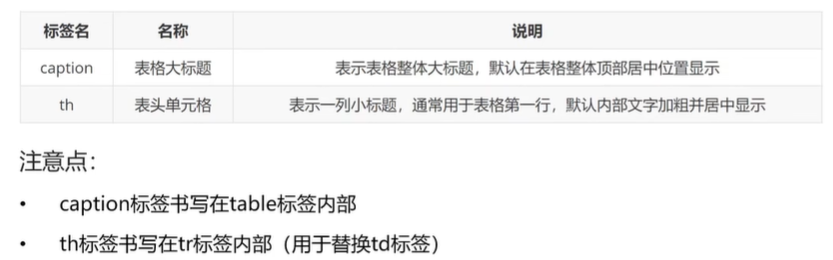 标签名 名称 说明
caption 表格大标题 表示表格整体大标题，默认在表格整体顶部居中位置显示
th 表头单元格 表示一列小标题，通常用于表格第一行，默认内部文字加粗并居中显示
注意点：
• caption标签书写在table标签内部
• th标签书写在tr标签内部（用于替换td标签）